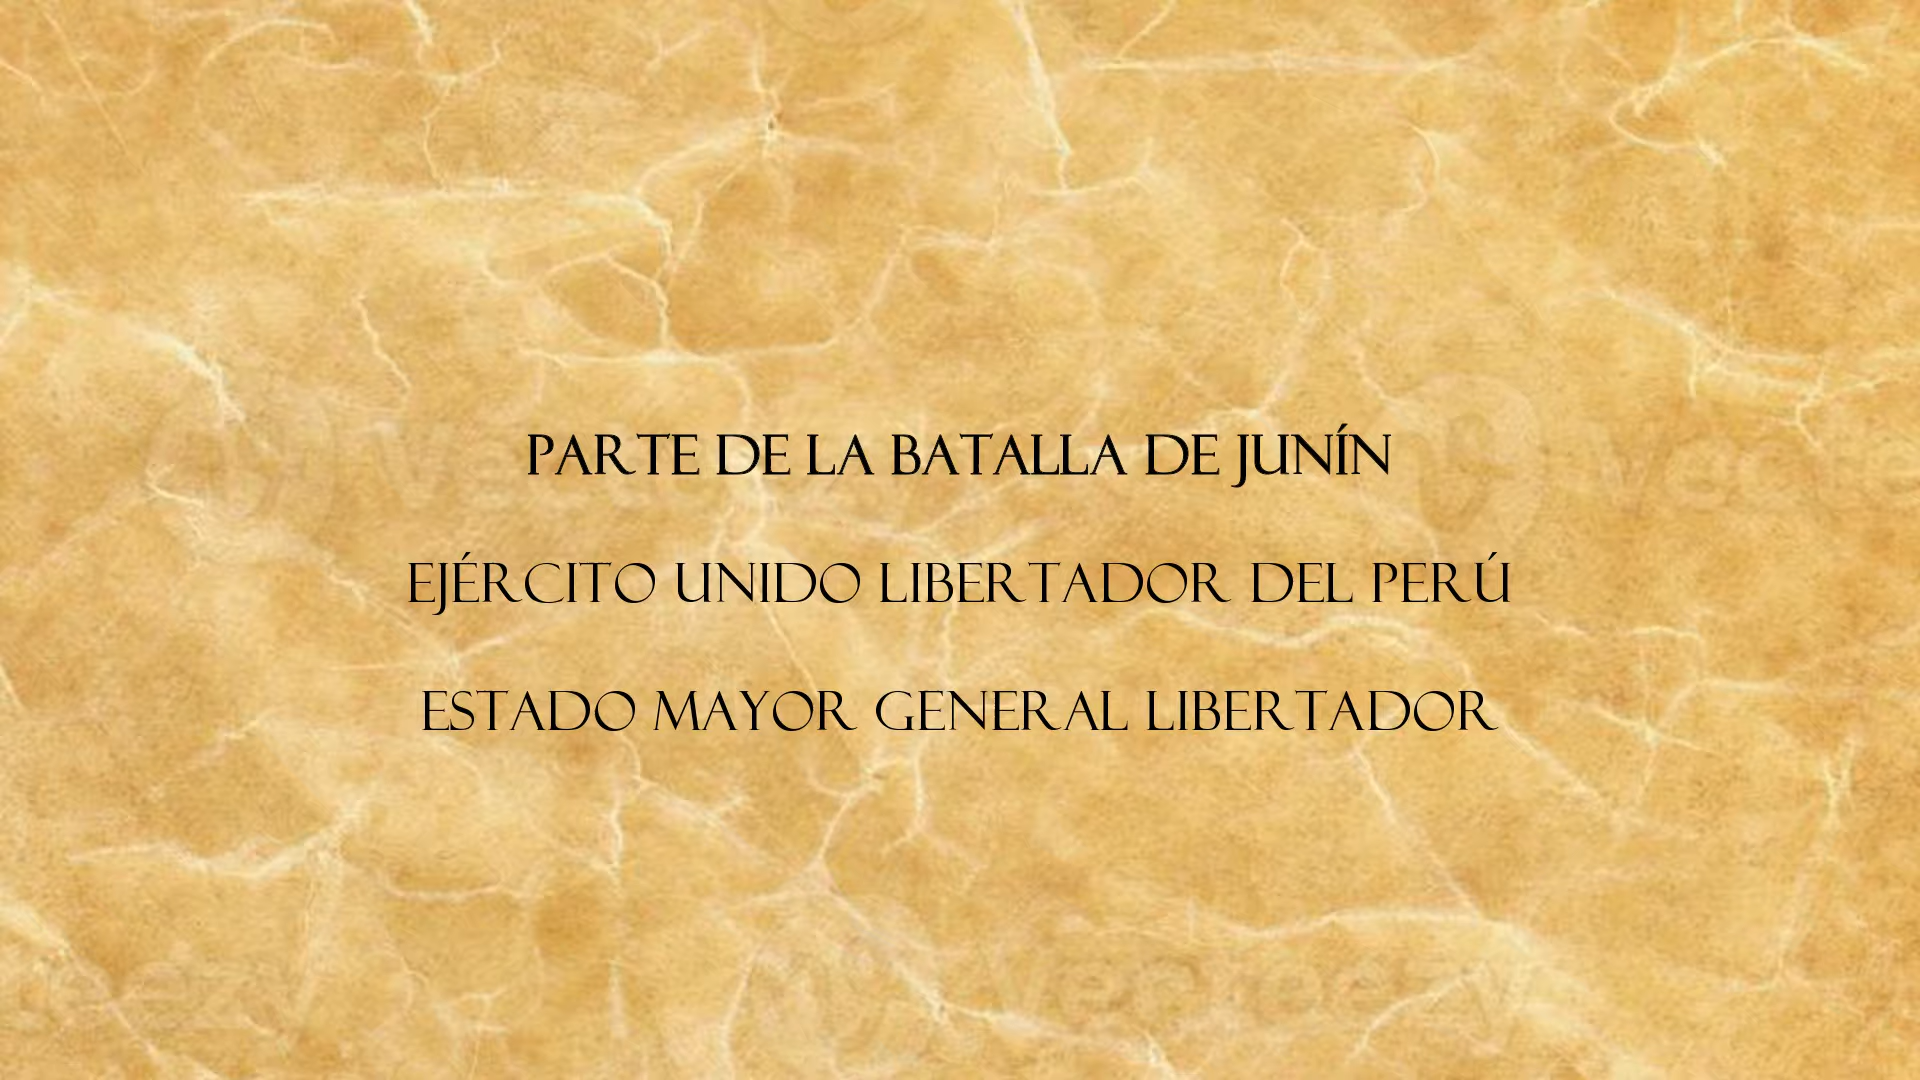 PARTE DE LA BATALLA DE JUNÍN
EJÉRCITO UNIDO LIBERTADOR DEL PERÚ
ESTADO MAYOR GENERAL LIBERTADOR